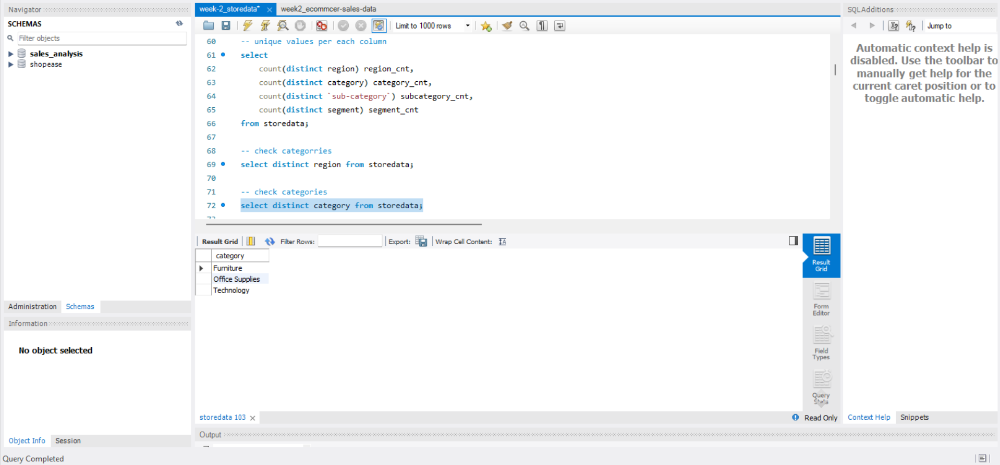 Navigator
SCHEMAS
Filter objects
sales_analysis
shopease
Administration Schemas
Information
No object selected
Object Info Session
Query Completed
week-2_storedata* week2_ecommcer-sales-data
Limit to 1000 rows
60 -- unique values per each column
61 select
62 count(distinct region) region_cnt,
63 count(distinct category) category_cnt,
64 count(distinct `sub-category`) subcategory_cnt,
65 count(distinct segment) segment_cnt
66 from storedata;
67
68 -- check categorries
69 select distinct region from storedata;
70
71 -- check categories
72 select distinct category from storedata;
73
Result Grid Filter Rows: Export: Wrap Cell Content:
category
Furniture
Office Supplies
Technology
Result
Grid
Form
Editor
Field
Types
Query
Stats
storedata 103 Read Only
Output
SQLAdditions
Jump to
Automatic context help is
disabled. Use the toolbar to
manually get help for the
current caret position or to
toggle automatic help.
Context Help Snippets